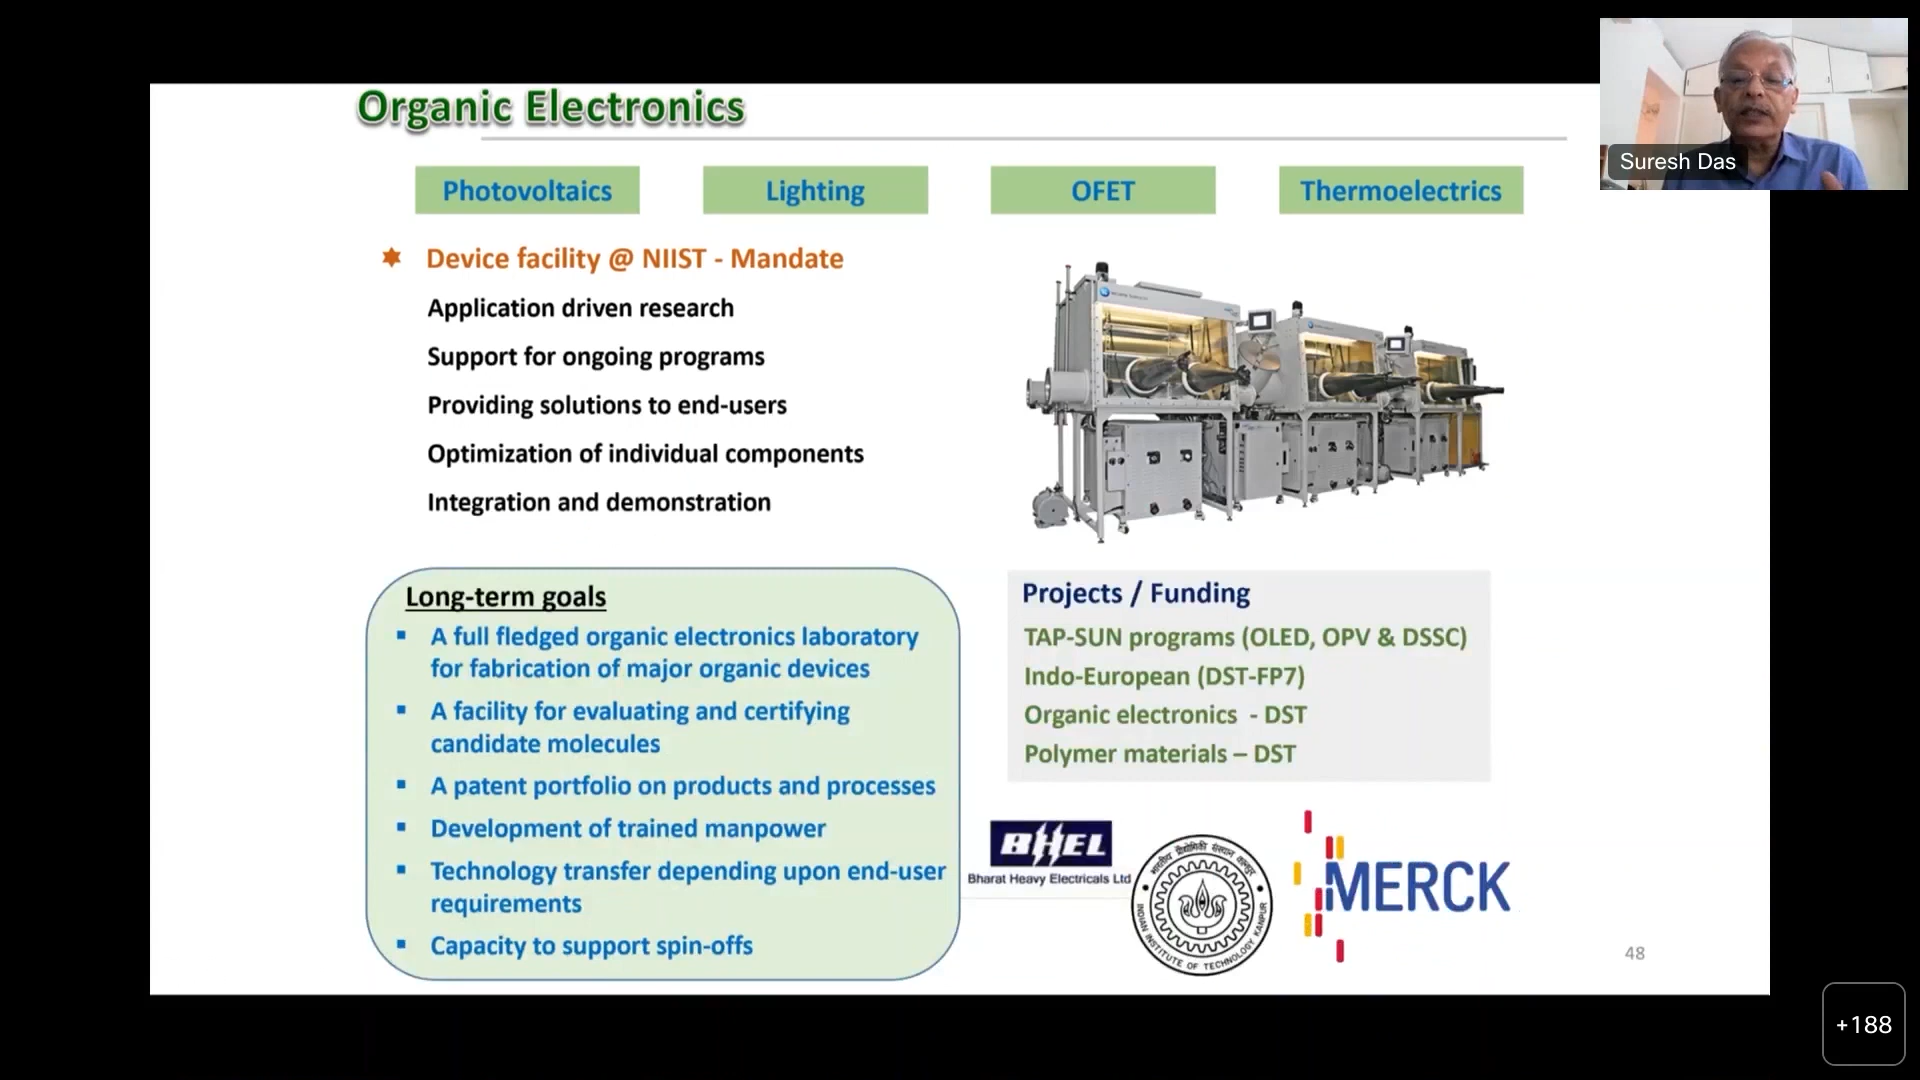 Organic Electronics
Suresh Das
Photovoltaics
Lighting
OFET
Thermoelectrics
Device facility @ NIIST - Mandate
Application driven research
Support for ongoing programs
Providing solutions to end-users
Optimization of individual components
Integration and demonstration
Long-term goals
A full fledged organic electronics laboratory
for fabrication of major organic devices
A facility for evaluating and certifying
candidate molecules
A patent portfolio on products and processes
Development of trained manpower
Technology transfer depending upon end-user
requirements
Capacity to support spin-offs
Projects / Funding
TAP-SUN programs (OLED, OPV & DSSC)
Indo-European (DST-FP7)
Organic electronics - DST
Polymer materials – DST
BHEL
Bharat Heavy Electricals Ltd
भारतीय प्रौद्योगिकी संस्थान कानपुर
INDIAN INSTITUTE OF TECHNOLOGY KANPUR
MERCK
48
+188